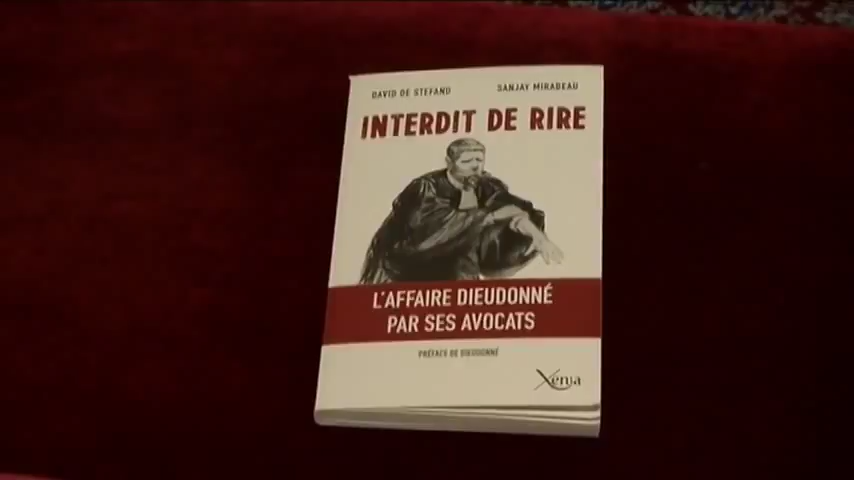 DAVID DE STEFANO SANJAY MIRABEAU
INTERDIT DE RIRE
L'AFFAIRE DIEUDONNÉ
PAR SES AVOCATS
PRÉFACE DE DIEUDONNÉ
Xenia